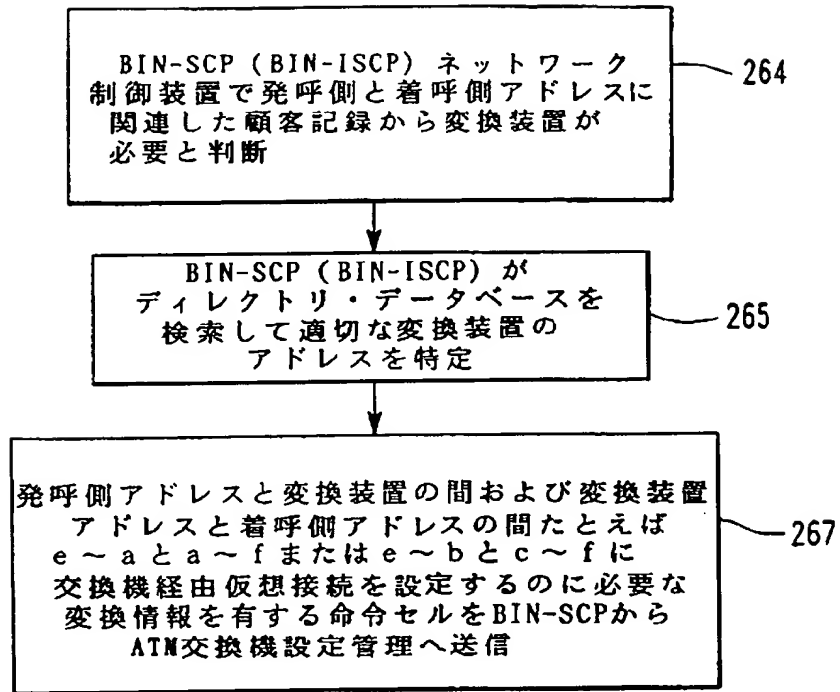 BIN-SCP (BIN-ISCP) ネットワーク
制御装置で発呼側と着呼側アドレスに
関連した顧客記録から変換装置が
必要と判断
264
BIN-SCP (BIN-ISCP) が
ディレクトリ・データベースを
検索して適切な変換装置の
アドレスを特定
265
発呼側アドレスと変換装置の間および変換装置
アドレスと着呼側アドレスの間たとえば
e~aとa~fまたはe~bとc~fに
交換機経由仮想接続を設定するのに必要な
変換情報を有する命令セルをBIN-SCPから
ATM交換機設定管理へ送信
267